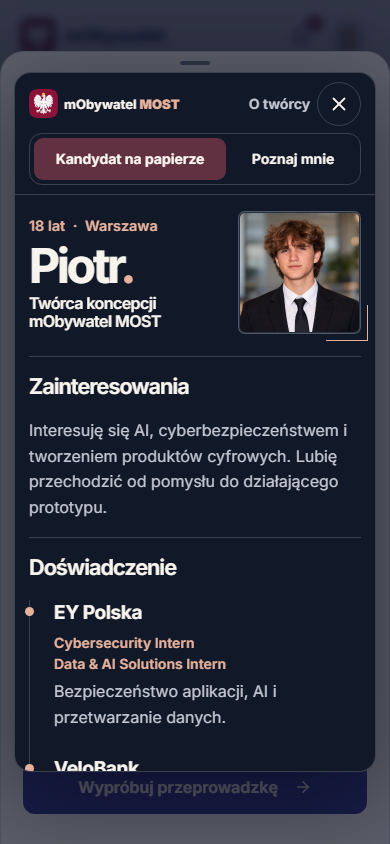 mObywatel
mObywatel MOST
O twórcy
Kandydat na papierze
Poznaj mnie
18 lat · Warszawa
Piotr.
Twórca koncepcji
mObywatel MOST
Zainteresowania
Interesuję się AI, cyberbezpieczeństwem i
tworzeniem produktów cyfrowych. Lubię
przechodzić od pomysłu do działającego
prototypu.
Doświadczenie
EY Polska
Cybersecurity Intern
Data & AI Solutions Intern
Bezpieczeństwo aplikacji, AI i
przetwarzanie danych.
VeloBank
Wypróbuj przeprowadzkę →